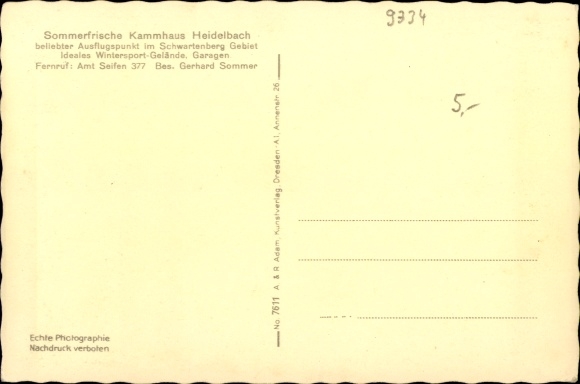 9334
Sommerfrische Kammhaus Heidelbach
beliebter Ausflugspunkt im Schwartenberg Gebiet
Ideales Wintersport-Gelände, Garagen
Fernruf: Amt Seifen 377 Bes. Gerhard Sommer
5,-
No. 7611 A & R Adam, Kunstverlag, Dresden-A.1, Annenstr. 26
Echte Photographie
Nachdruck verboten